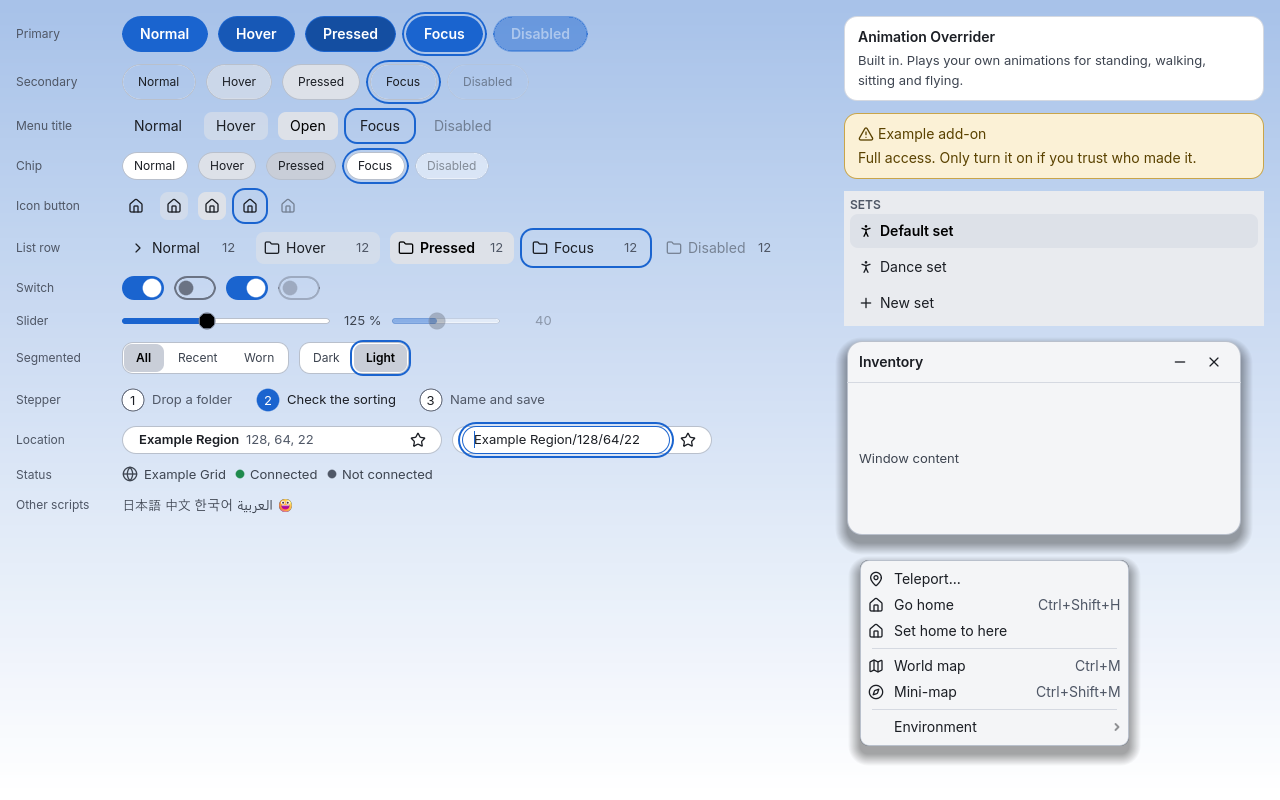 Primary Normal Hover Pressed Focus Disabled
Secondary Normal Hover Pressed Focus Disabled
Menu title Normal Hover Open Focus Disabled
Chip Normal Hover Pressed Focus Disabled
Icon button
List row Normal 12 Hover 12 Pressed 12 Focus 12 Disabled 12
Switch
Slider 125 % 40
Segmented All Recent Worn Dark Light
Stepper 1 Drop a folder 2 Check the sorting 3 Name and save
Location Example Region 128, 64, 22 Example Region/128/64/22
Status Example Grid Connected Not connected
Other scripts 日本語 中文 한국어 العربية 😀
Animation Overrider
Built in. Plays your own animations for standing, walking,
sitting and flying.
Example add-on
Full access. Only turn it on if you trust who made it.
SETS
Default set
Dance set
New set
Inventory
Window content
Teleport...
Go home Ctrl+Shift+H
Set home to here
World map Ctrl+M
Mini-map Ctrl+Shift+M
Environment